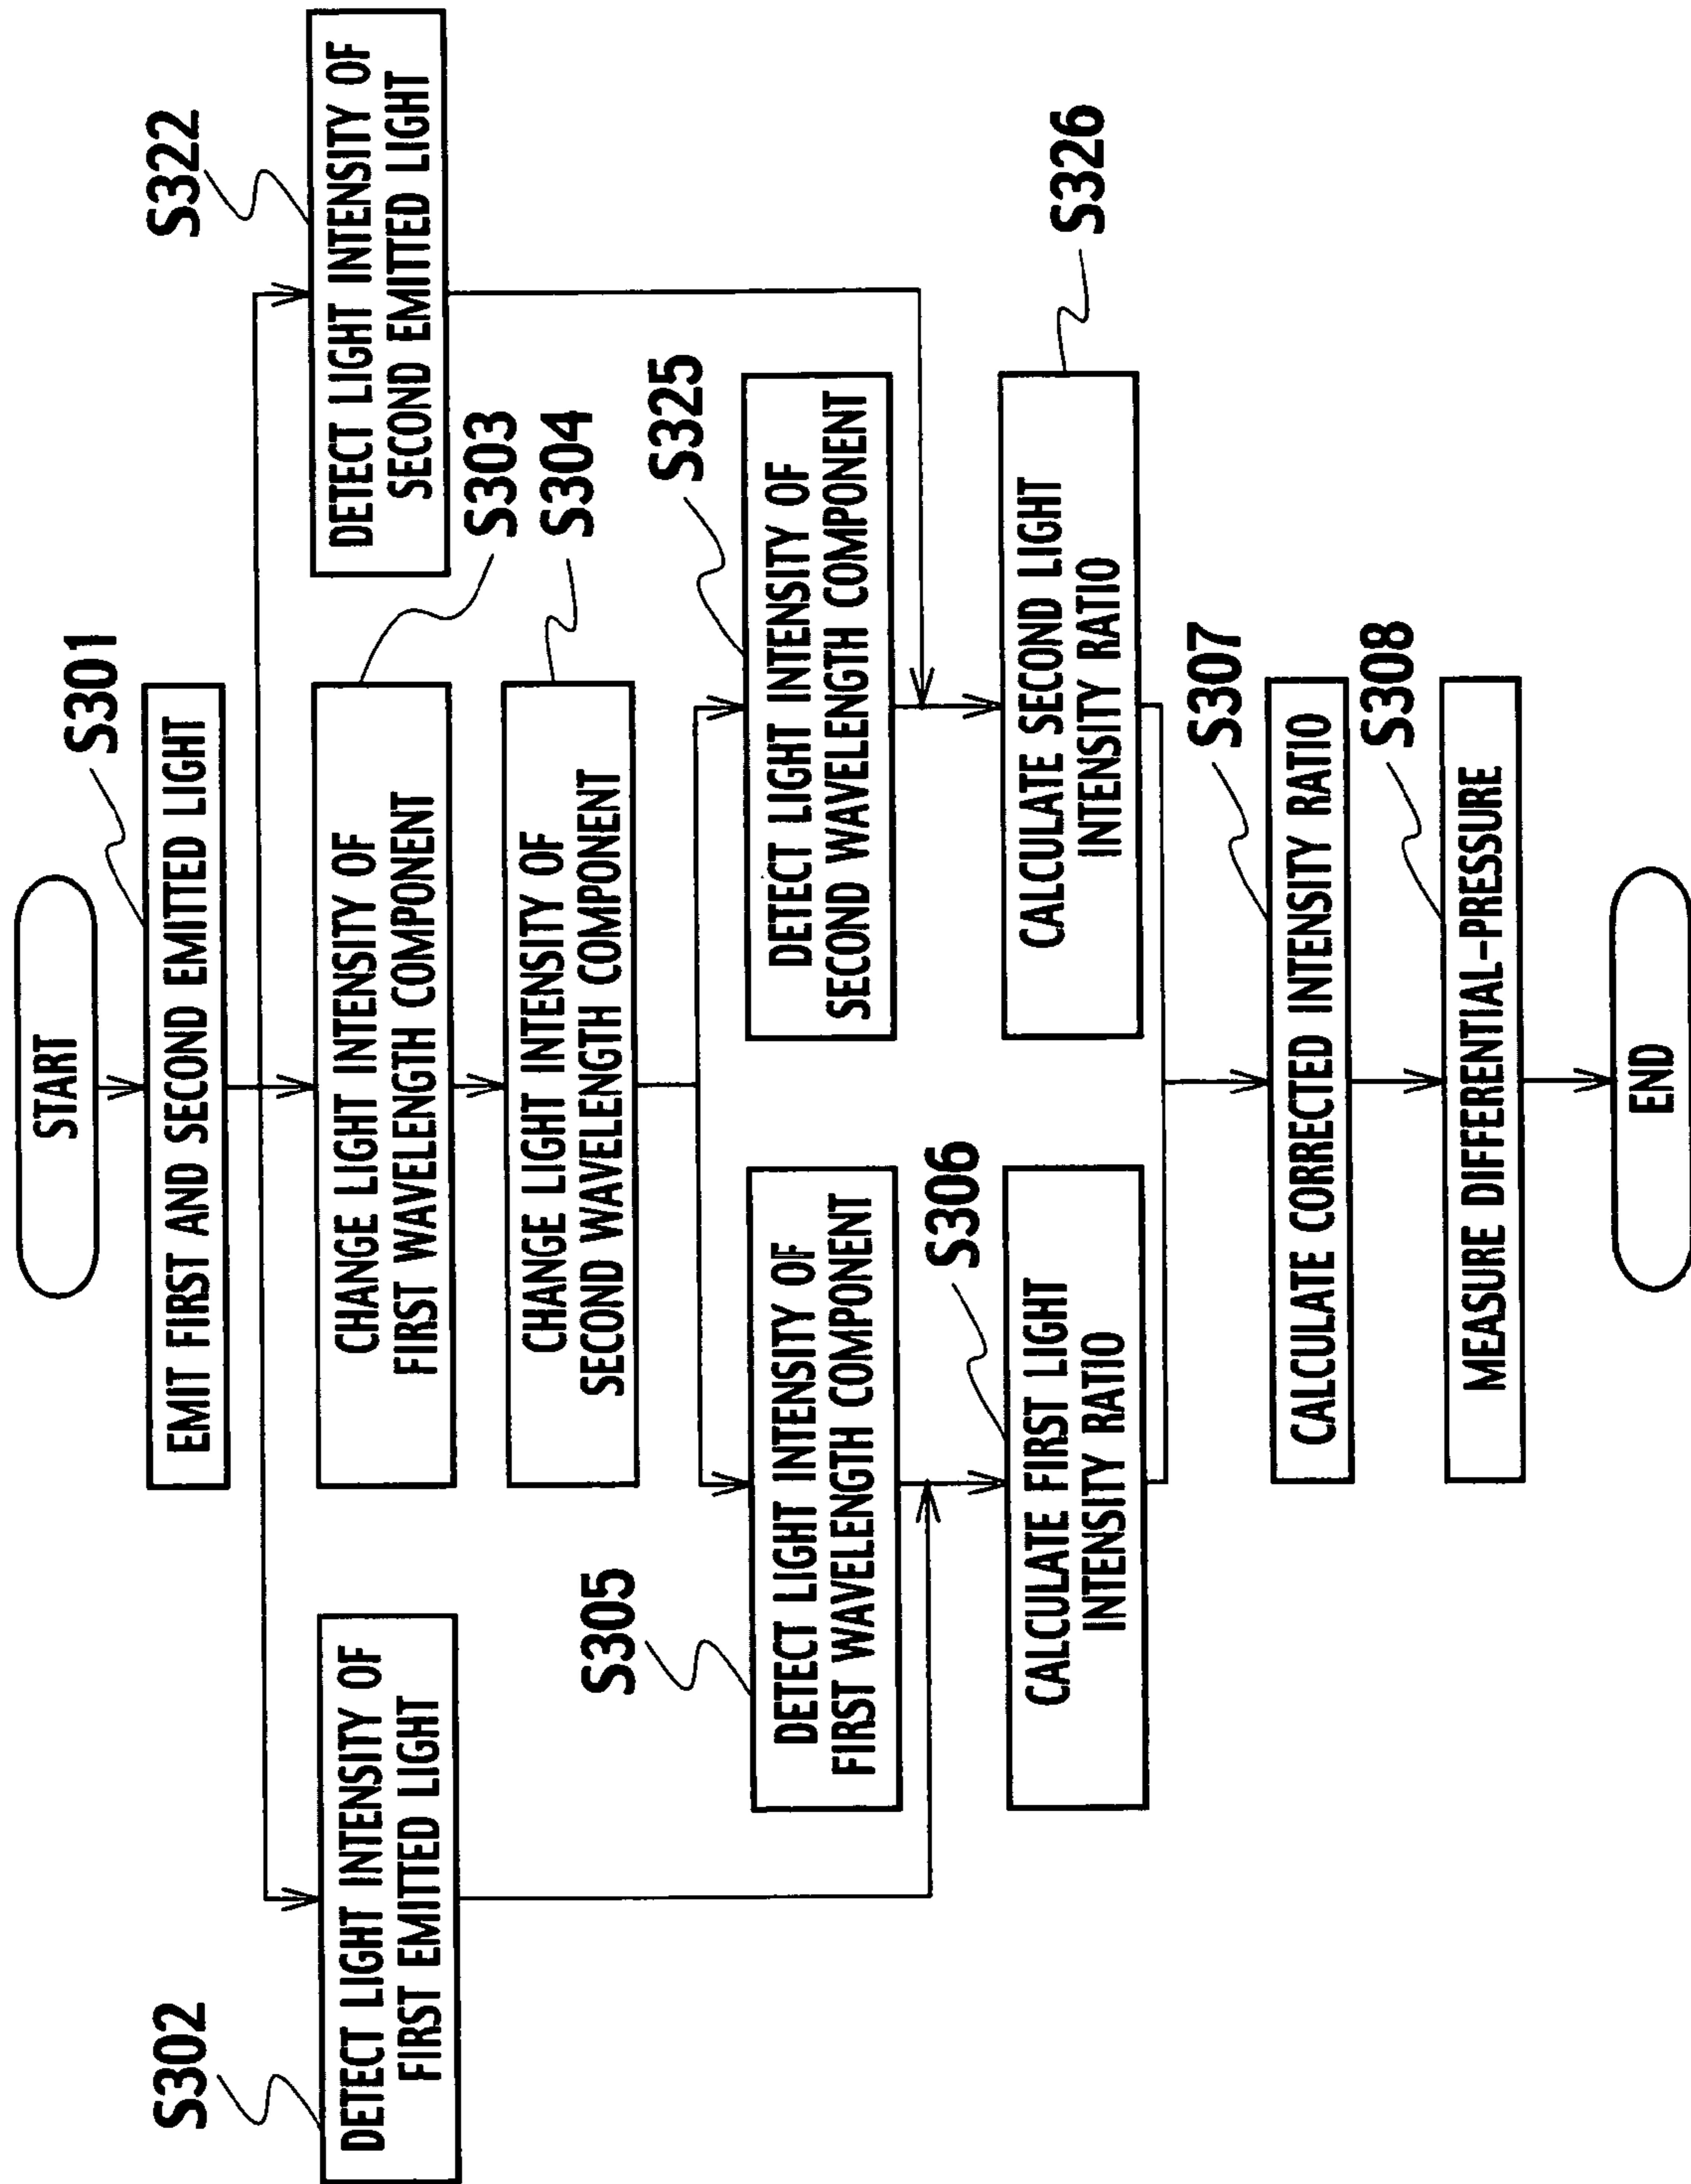 START
S301
EMIT FIRST AND SECOND EMITTED LIGHT
S302
DETECT LIGHT INTENSITY OF
FIRST EMITTED LIGHT
CHANGE LIGHT INTENSITY OF
FIRST WAVELENGTH COMPONENT
S303
S322
DETECT LIGHT INTENSITY OF
SECOND EMITTED LIGHT
CHANGE LIGHT INTENSITY OF
SECOND WAVELENGTH COMPONENT
S304
S305
DETECT LIGHT INTENSITY OF
FIRST WAVELENGTH COMPONENT
S325
DETECT LIGHT INTENSITY OF
SECOND WAVELENGTH COMPONENT
S306
CALCULATE FIRST LIGHT
INTENSITY RATIO
CALCULATE SECOND LIGHT
INTENSITY RATIO
S326
S307
CALCULATE CORRECTED INTENSITY RATIO
S308
MEASURE DIFFERENTIAL-PRESSURE
END